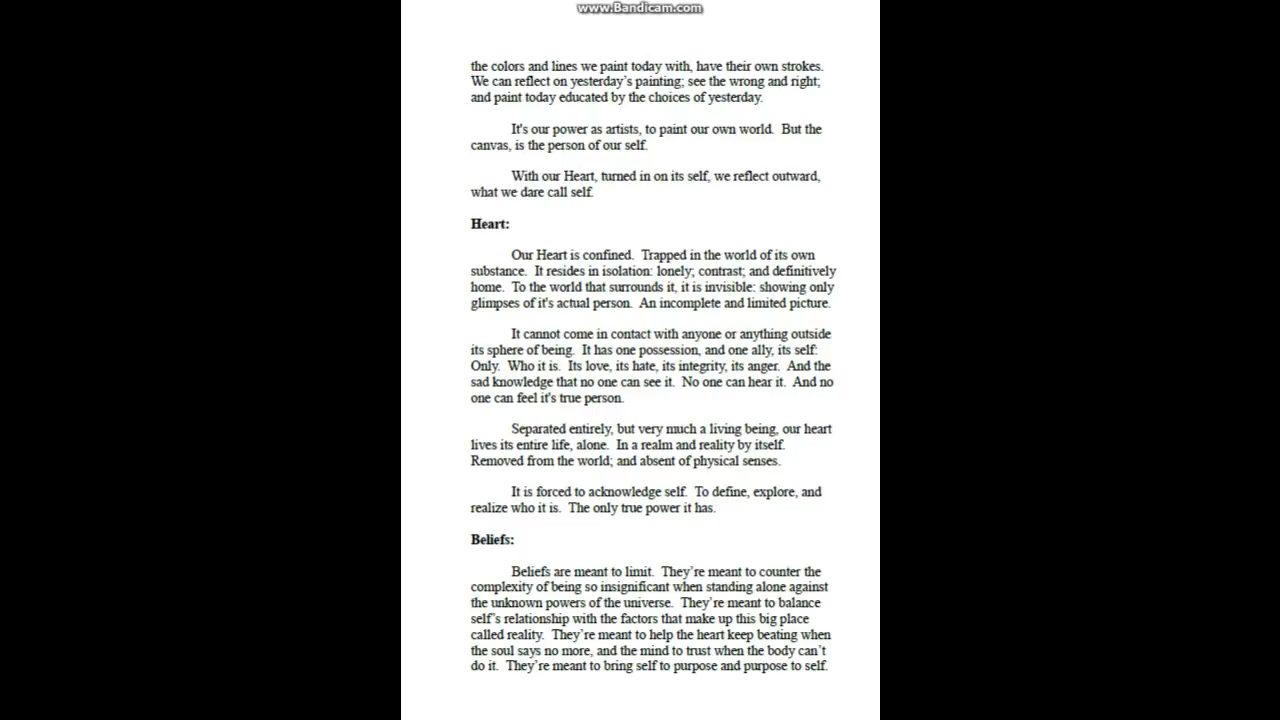 www.Bandicam.com
the colors and lines we paint today with, have their own strokes.
We can reflect on yesterday's painting; see the wrong and right;
and paint today educated by the choices of yesterday.
It's our power as artists, to paint our own world. But the
canvas, is the person of our self.
With our Heart, turned in on its self, we reflect outward,
what we dare call self.
Heart:
Our Heart is confined. Trapped in the world of its own
substance. It resides in isolation: lonely; contrast; and definitively
home. To the world that surrounds it, it is invisible: showing only
glimpses of it's actual person. An incomplete and limited picture.
It cannot come in contact with anyone or anything outside
its sphere of being. It has one possession, and one ally, its self:
Only. Who it is. Its love, its hate, its integrity, its anger. And the
sad knowledge that no one can see it. No one can hear it. And no
one can feel it's true person.
Separated entirely, but very much a living being, our heart
lives its entire life, alone. In a realm and reality by itself.
Removed from the world; and absent of physical senses.
It is forced to acknowledge self. To define, explore, and
realize who it is. The only true power it has.
Beliefs:
Beliefs are meant to limit. They're meant to counter the
complexity of being so insignificant when standing alone against
the unknown powers of the universe. They're meant to balance
self's relationship with the factors that make up this big place
called reality. They're meant to help the heart keep beating when
the soul says no more, and the mind to trust when the body can't
do it. They're meant to bring self to purpose and purpose to self.